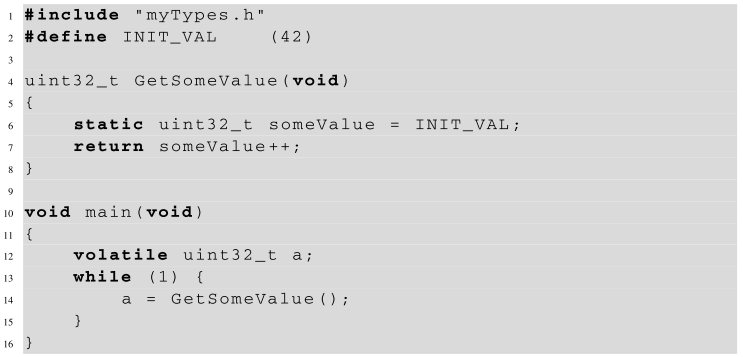 1 #include "myTypes.h"
2 #define INIT_VAL (42)
3
4 uint32_t GetSomeValue(void)
5 {
6 static uint32_t someValue = INIT_VAL;
7 return someValue++;
8 }
9
10 void main(void)
11 {
12 volatile uint32_t a;
13 while (1) {
14 a = GetSomeValue();
15 }
16 }